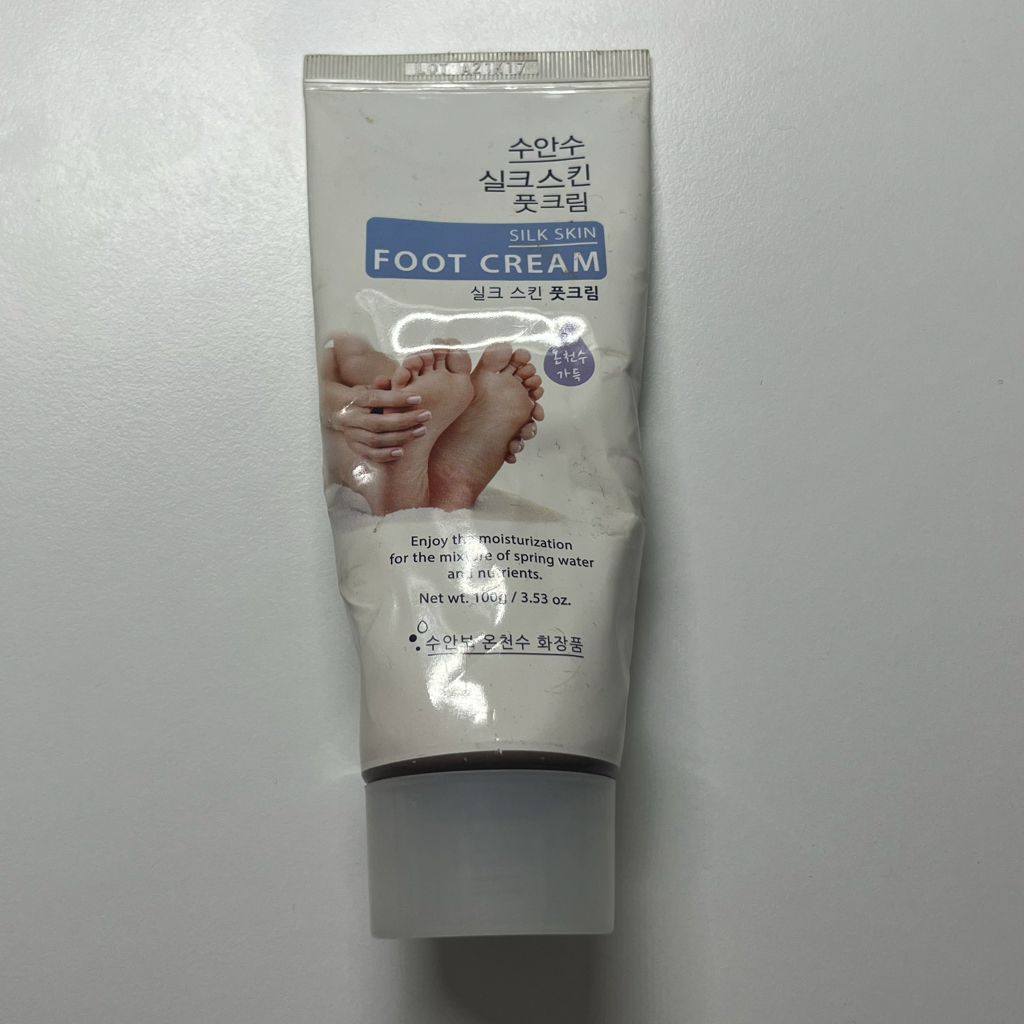 수안수
실크스킨
풋크림
SILK SKIN
FOOT CREAM
실크 스킨 풋크림
온천수
가득
Enjoy the moisturization
for the mixture of spring water
and nutrients.
Net wt. 100g / 3.53 oz.
수안보 온천수 화장품